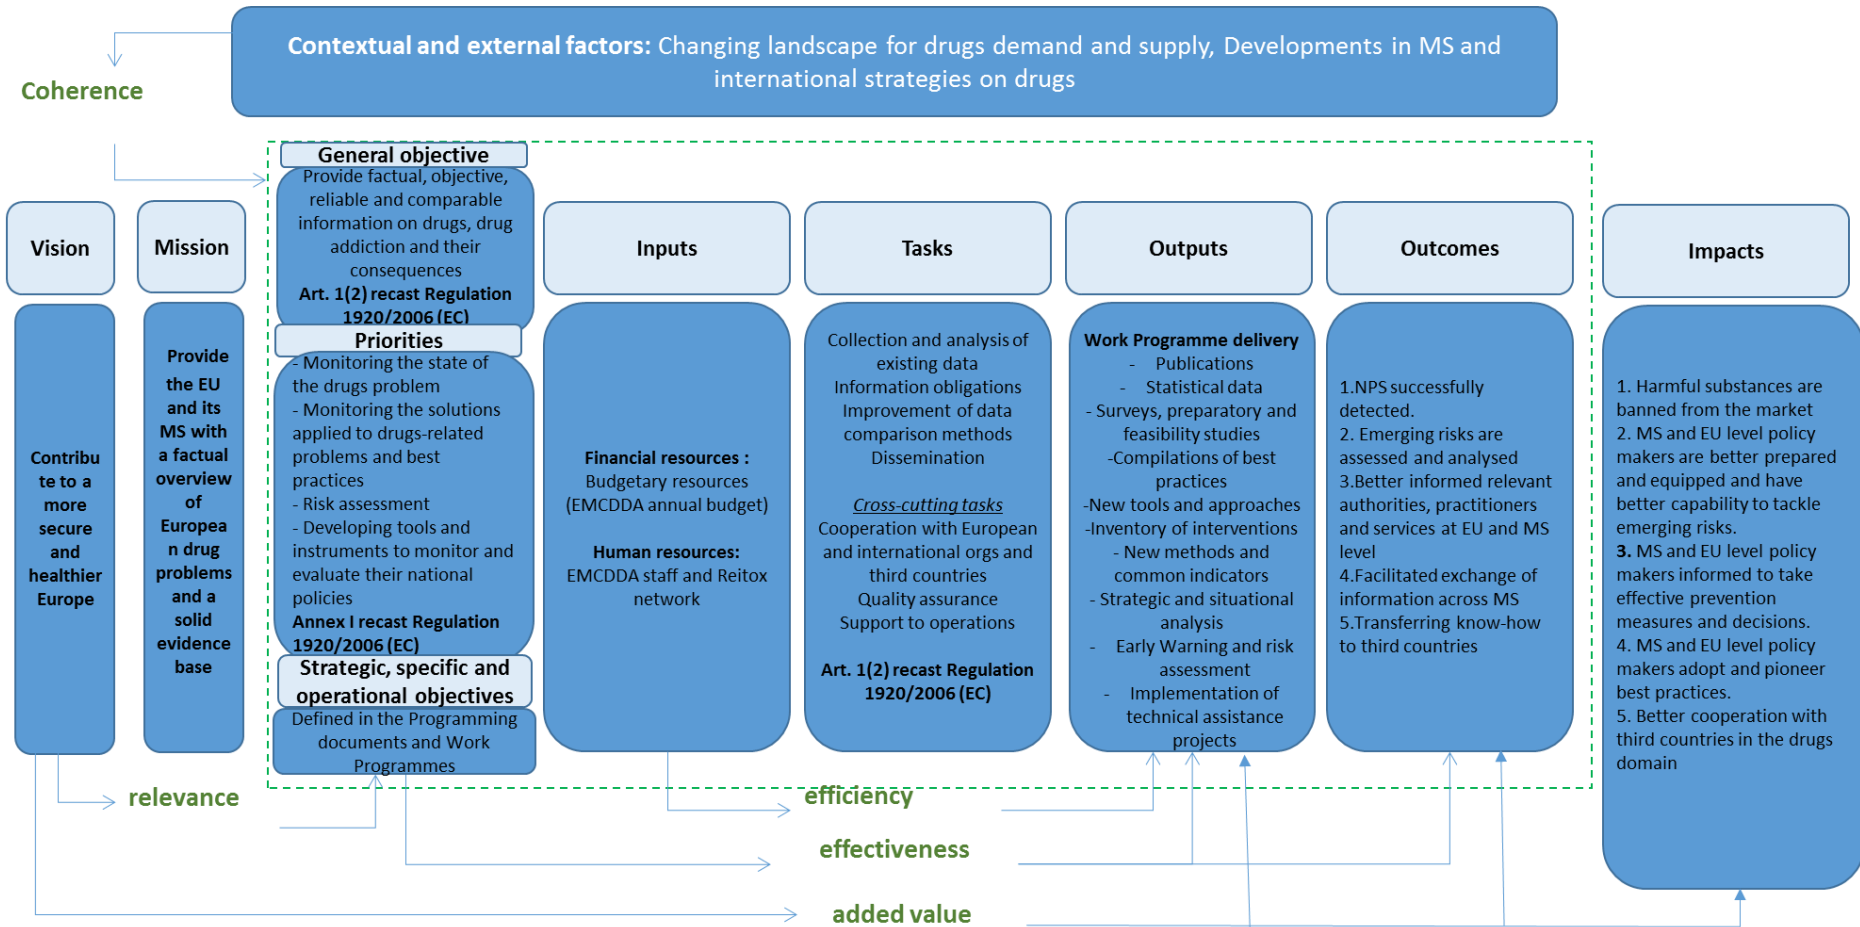 Contextual and external factors: Changing landscape for drugs demand and supply, Developments in MS and
international strategies on drugs
Coherence
Vision
Contribu
te to a
more
secure
and
healthier
Europe
Mission
Provide
the EU
and its
MS with
a factual
overview
of
Europea
n drug
problems
and a
solid
evidence
base
General objective
Provide factual, objective,
reliable and comparable
information on drugs, drug
addiction and their
consequences
Art. 1(2) recast Regulation
1920/2006 (EC)
Priorities
- Monitoring the state of
the drugs problem
- Monitoring the solutions
applied to drugs-related
problems and best
practices
- Risk assessment
- Developing tools and
instruments to monitor and
evaluate their national
policies
Annex I recast Regulation
1920/2006 (EC)
Strategic, specific and
operational objectives
Defined in the Programming
documents and Work
Programmes
Inputs
Financial resources :
Budgetary resources
(EMCDDA annual budget)
Human resources:
EMCDDA staff and Reitox
network
Tasks
Collection and analysis of
existing data
Information obligations
Improvement of data
comparison methods
Dissemination
Cross-cutting tasks
Cooperation with European
and international orgs and
third countries
Quality assurance
Support to operations
Art. 1(2) recast Regulation
1920/2006 (EC)
Outputs
Work Programme delivery
- Publications
- Statistical data
- Surveys, preparatory and
feasibility studies
-Compilations of best
practices
-New tools and approaches
-Inventory of interventions
- New methods and
common indicators
- Strategic and situational
analysis
- Early Warning and risk
assessment
- Implementation of
technical assistance
projects
Outcomes
1.NPS successfully
detected.
2. Emerging risks are
assessed and analysed
3.Better informed relevant
authorities, practitioners
and services at EU and MS
level
4.Facilitated exchange of
information across MS
5.Transferring know-how
to third countries
Impacts
1. Harmful substances are
banned from the market
2. MS and EU level policy
makers are better prepared
and equipped and have
better capability to tackle
emerging risks.
3. MS and EU level policy
makers informed to take
effective prevention
measures and decisions.
4. MS and EU level policy
makers adopt and pioneer
best practices.
5. Better cooperation with
third countries in the drugs
domain
relevance
efficiency
effectiveness
added value